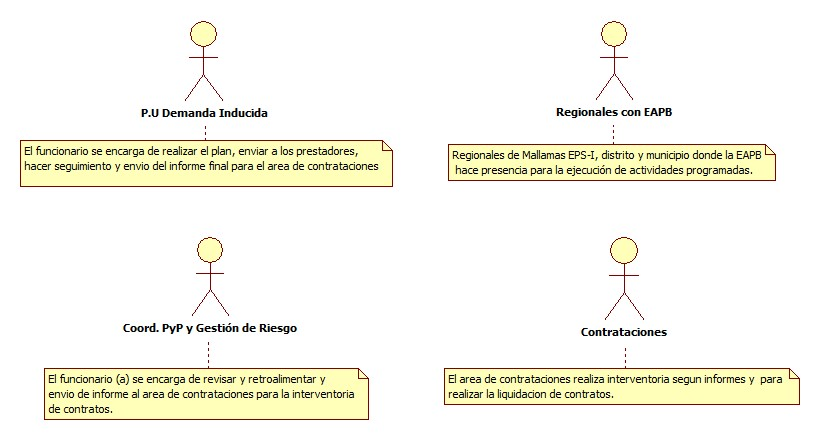 P.U Demanda Inducida
El funcionario se encarga de realizar el plan, enviar a los prestadores,
hacer seguimiento y envio del informe final para el area de contrataciones
Regionales con EAPB
Regionales de Mallamas EPS-I, distrito y municipio donde la EAPB
hace presencia para la ejecución de actividades programadas.
Coord. PyP y Gestión de Riesgo
El funcionario (a) se encarga de revisar y retroalimentar y
envio de informe al area de contrataciones para la interventoria
de contratos.
Contrataciones
El area de contrataciones realiza interventoria segun informes y para
realizar la liquidacion de contratos.